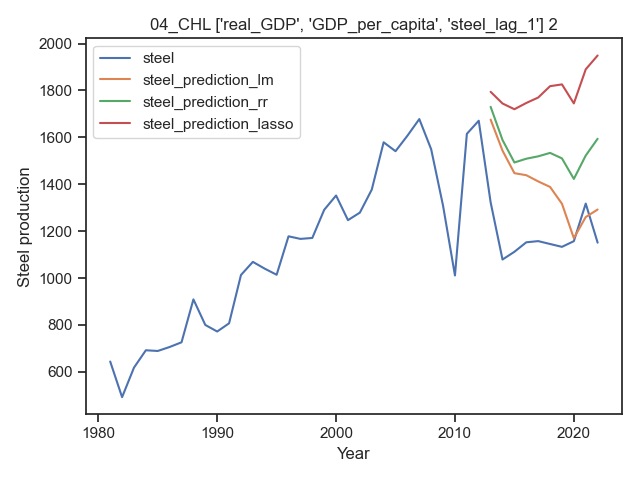 04_CHL ['real_GDP', 'GDP_per_capita', 'steel_lag_1'] 2
steel
steel_prediction_lm
steel_prediction_rr
steel_prediction_lasso
2000
1800
1600
1400
1200
1000
800
600
Steel production
1980
1990
2000
2010
2020
Year